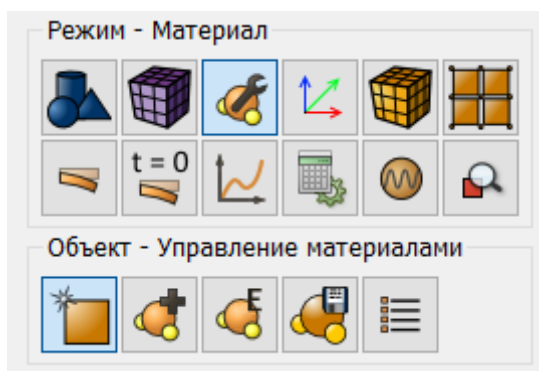 Режим - Материал
t = 0
Объект - Управление материалами
E